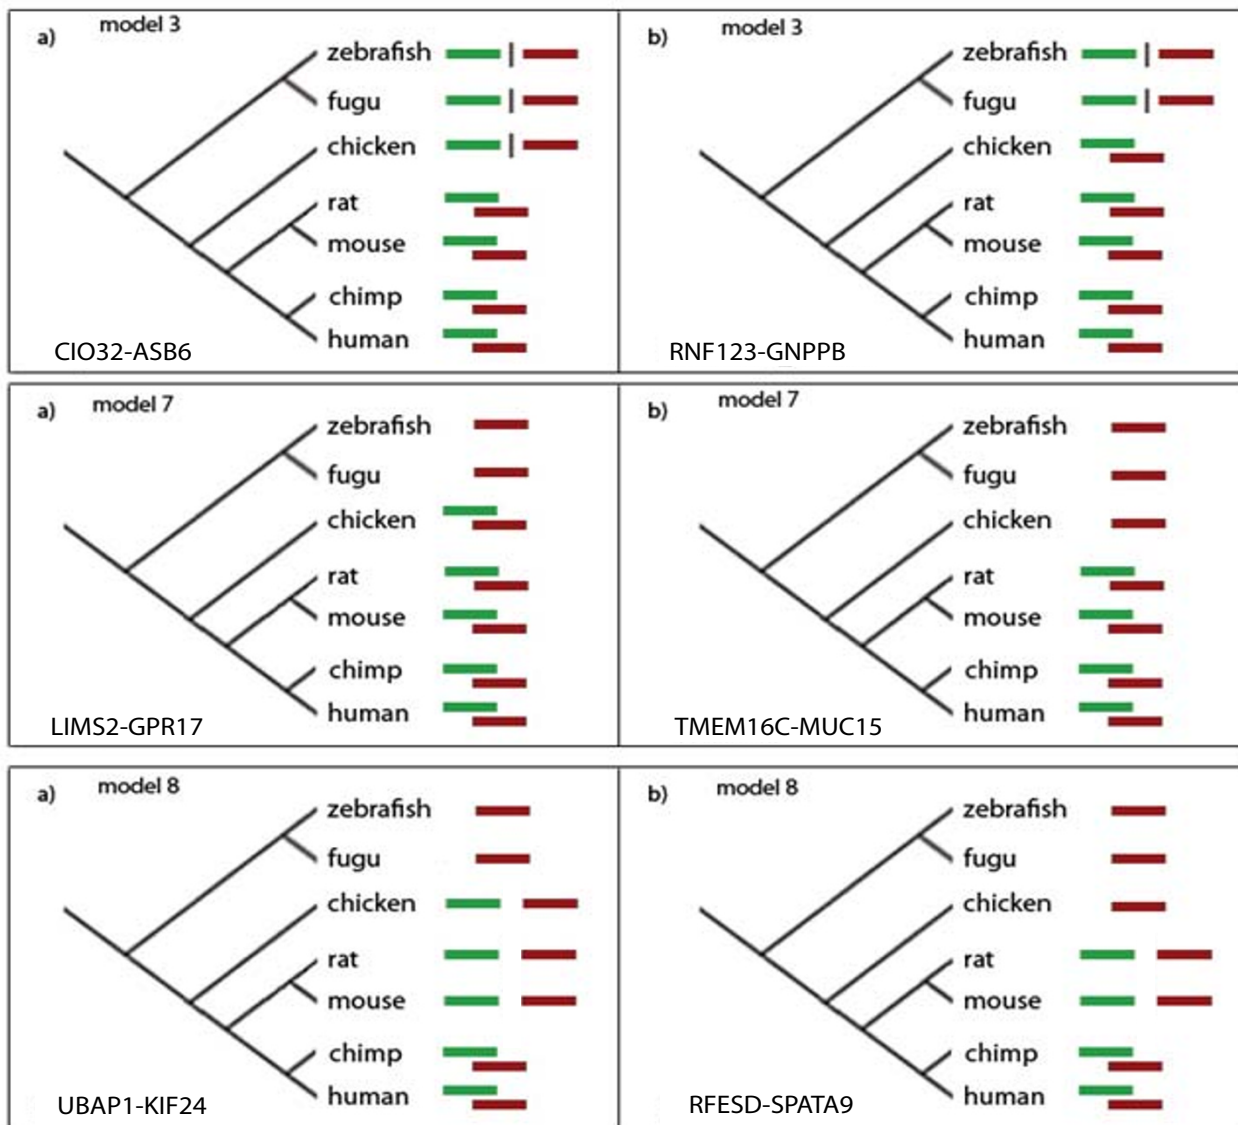 a) model 3
zebrafish
fugu
chicken
rat
mouse
chimp
human
CIO32-ASB6
b) model 3
zebrafish
fugu
chicken
rat
mouse
chimp
human
RNF123-GNPPB
a) model 7
zebrafish
fugu
chicken
rat
mouse
chimp
human
LIMS2-GPR17
b) model 7
zebrafish
fugu
chicken
rat
mouse
chimp
human
TMEM16C-MUC15
a) model 8
zebrafish
fugu
chicken
rat
mouse
chimp
human
UBAP1-KIF24
b) model 8
zebrafish
fugu
chicken
rat
mouse
chimp
human
RFESD-SPATA9